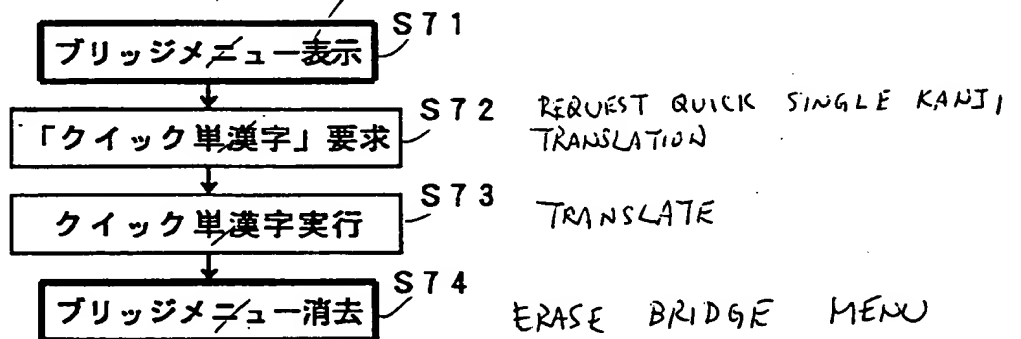 ブリッジメニュー表示 S71
「クイック単漢字」要求 S72 REQUEST QUICK SINGLE KANJI
TRANSLATION
クイック単漢字実行 S73 TRANSLATE
ブリッジメニュー消去 S74 ERASE BRIDGE MENU